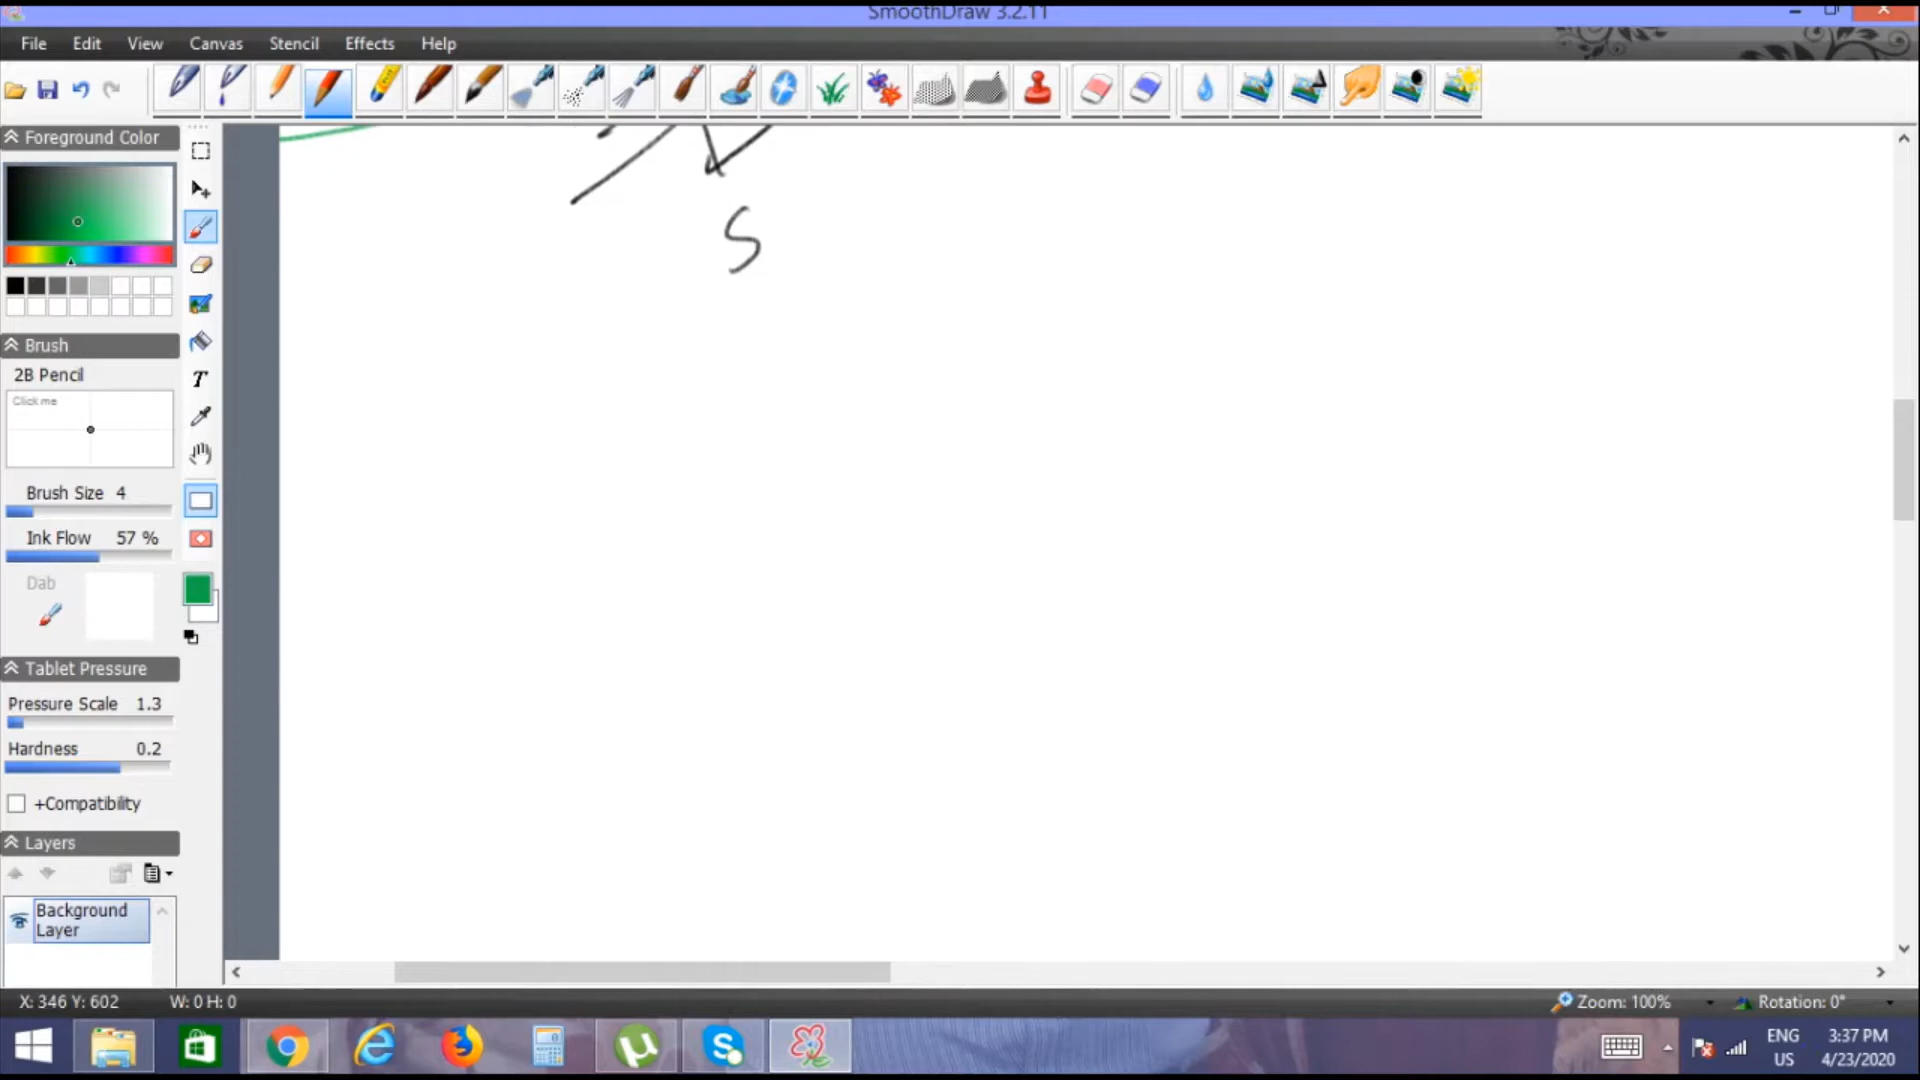 SmoothDraw 3.2.11
File Edit View Canvas Stencil Effects Help
Foreground Color
Brush
2B Pencil
Click me
Brush Size 4
Ink Flow 57 %
Dab
Tablet Pressure
Pressure Scale 1.3
Hardness 0.2
+Compatibility
Layers
Background
Layer
T
S
X: 346 Y: 602 W: 0 H: 0
Zoom: 100% Rotation: 0°
ENG
US
3:37 PM
4/23/2020